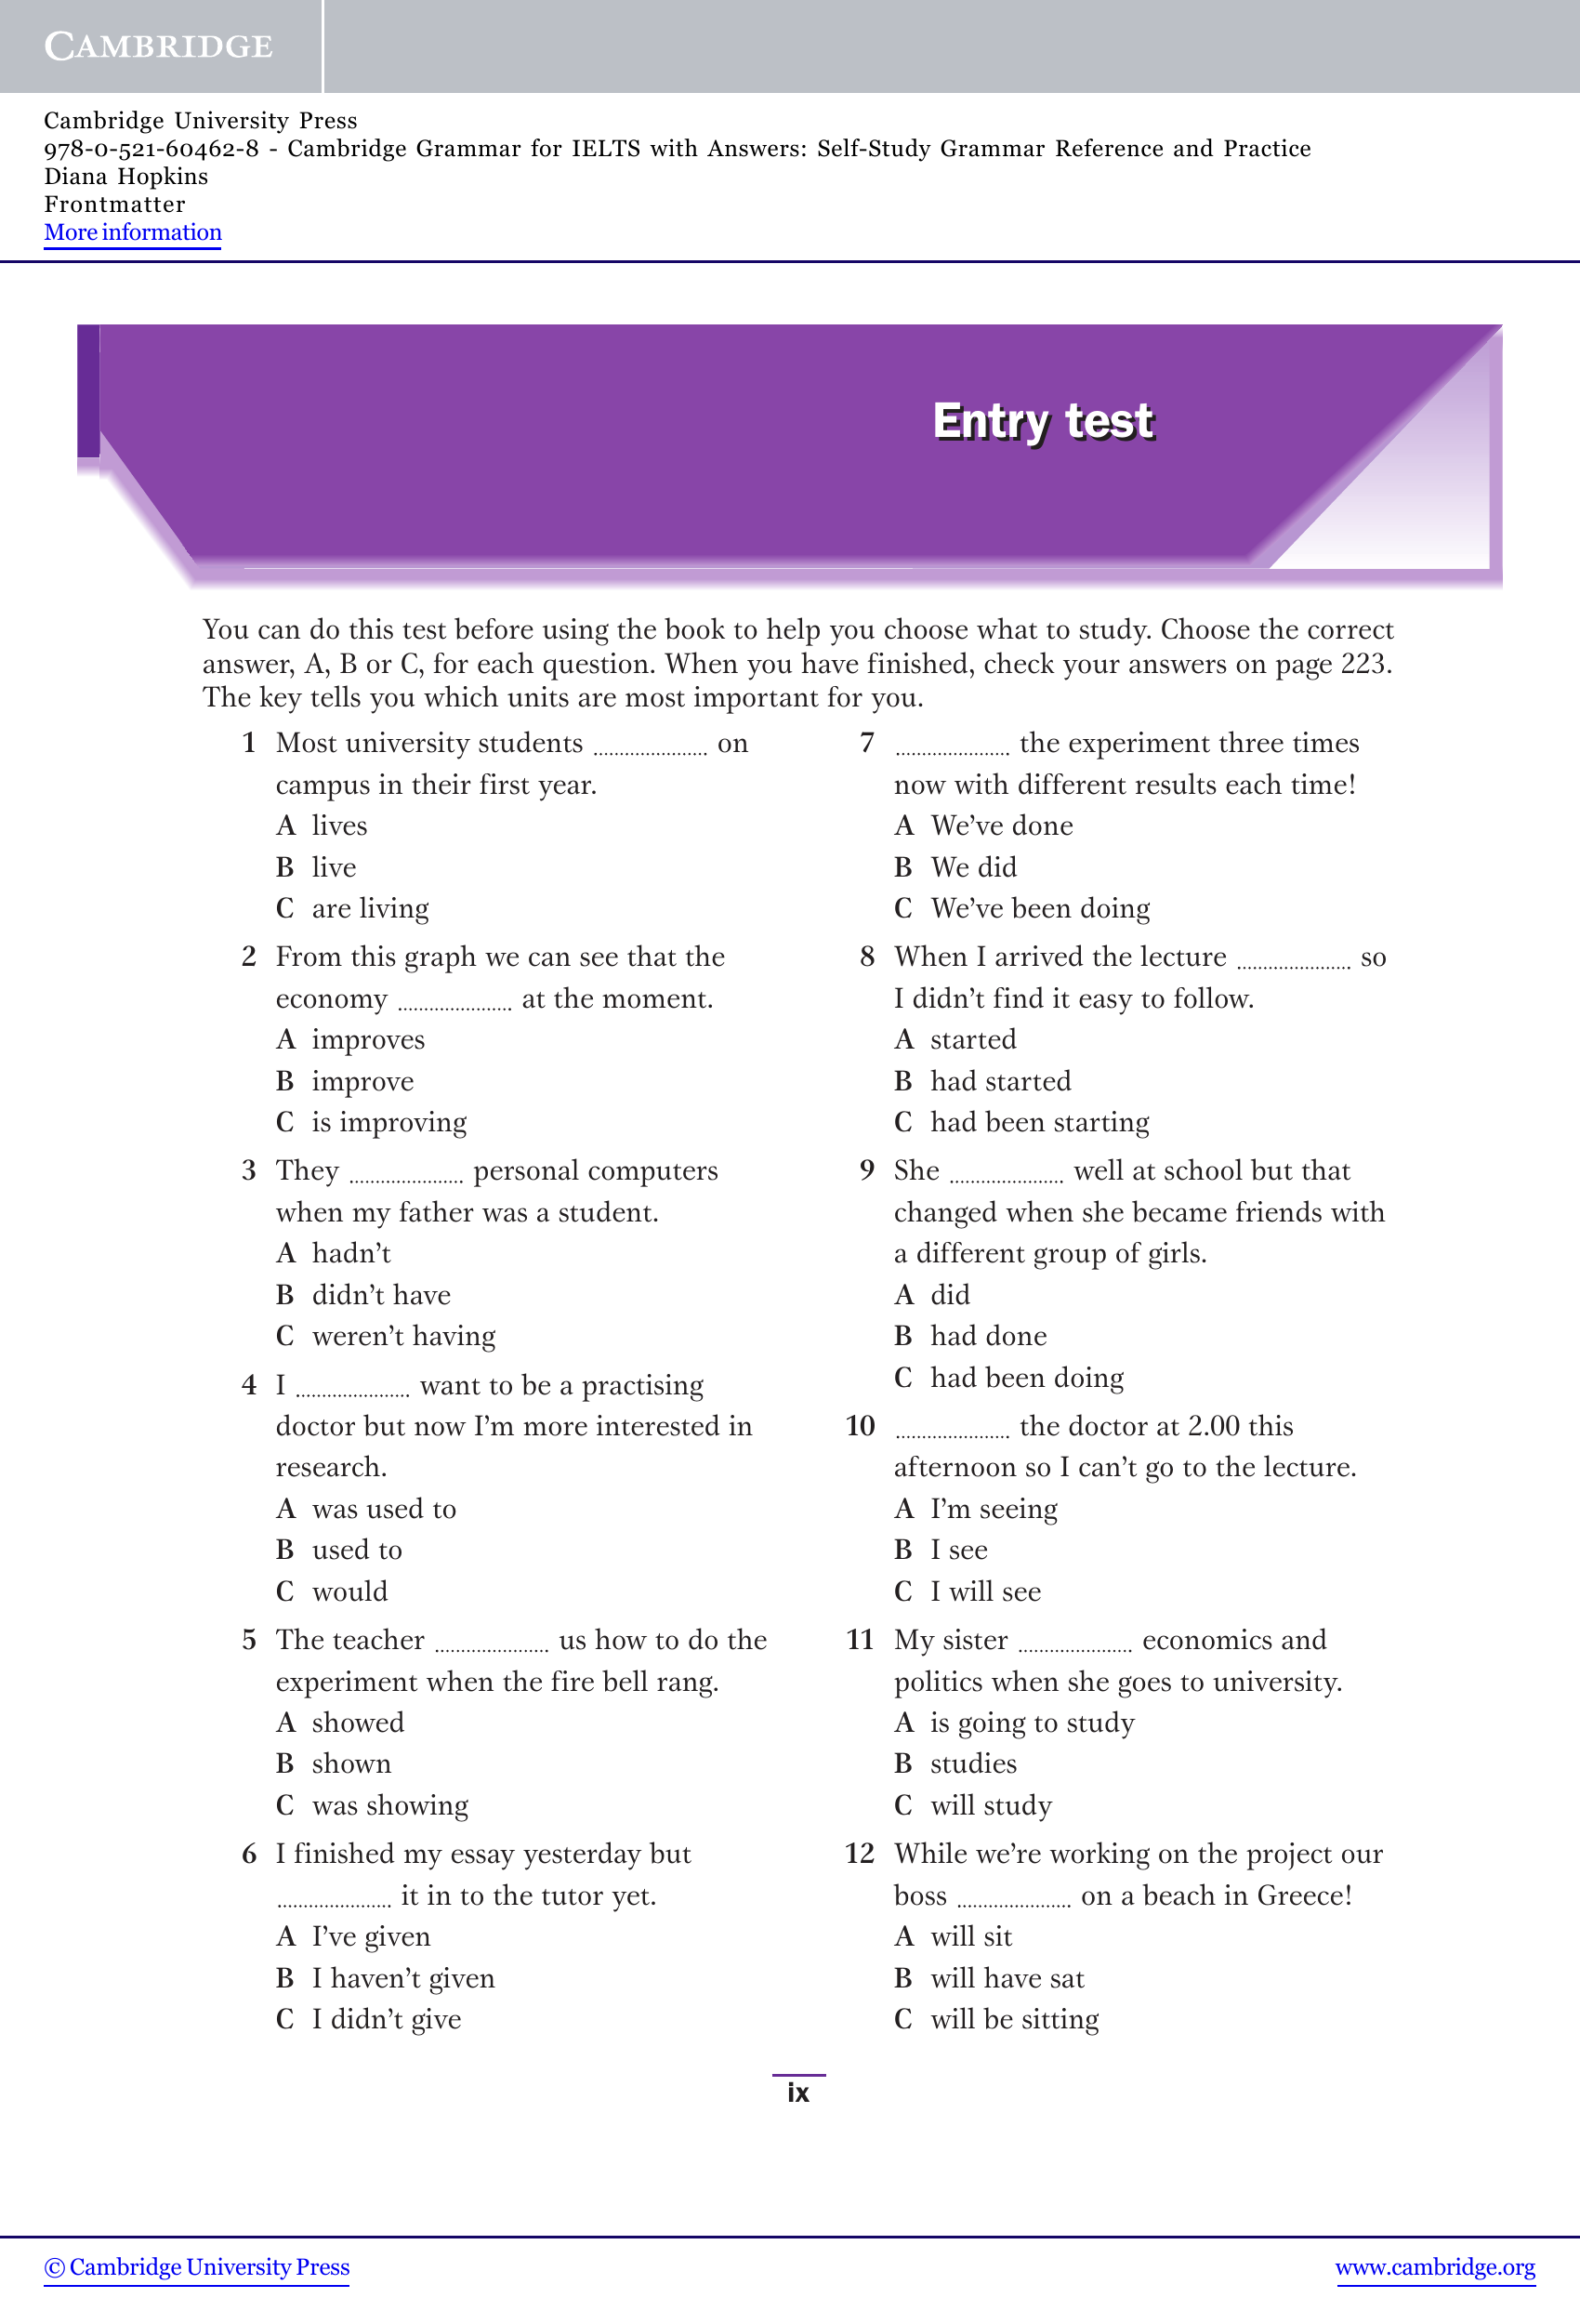 CAMBRIDGE
Cambridge University Press
978-0-521-60462-8 - Cambridge Grammar for IELTS with Answers: Self-Study Grammar Reference and Practice
Diana Hopkins
Frontmatter
More information
Entry test
You can do this test before using the book to help you choose what to study. Choose the correct
answer, A, B or C, for each question. When you have finished, check your answers on page 223.
The key tells you which units are most important for you.
1 Most university students ...................... on
campus in their first year.
A lives
B live
C are living
2 From this graph we can see that the
economy ...................... at the moment.
A improves
B improve
C is improving
3 They ...................... personal computers
when my father was a student.
A hadn’t
B didn’t have
C weren’t having
4 I ...................... want to be a practising
doctor but now I’m more interested in
research.
A was used to
B used to
C would
5 The teacher ...................... us how to do the
experiment when the fire bell rang.
A showed
B shown
C was showing
6 I finished my essay yesterday but
...................... it in to the tutor yet.
A I’ve given
B I haven’t given
C I didn’t give
7 ...................... the experiment three times
now with different results each time!
A We’ve done
B We did
C We’ve been doing
8 When I arrived the lecture ...................... so
I didn’t find it easy to follow.
A started
B had started
C had been starting
9 She ...................... well at school but that
changed when she became friends with
a different group of girls.
A did
B had done
C had been doing
10 ...................... the doctor at 2.00 this
afternoon so I can’t go to the lecture.
A I’m seeing
B I see
C I will see
11 My sister ...................... economics and
politics when she goes to university.
A is going to study
B studies
C will study
12 While we’re working on the project our
boss ...................... on a beach in Greece!
A will sit
B will have sat
C will be sitting
ix
© Cambridge University Press
www.cambridge.org